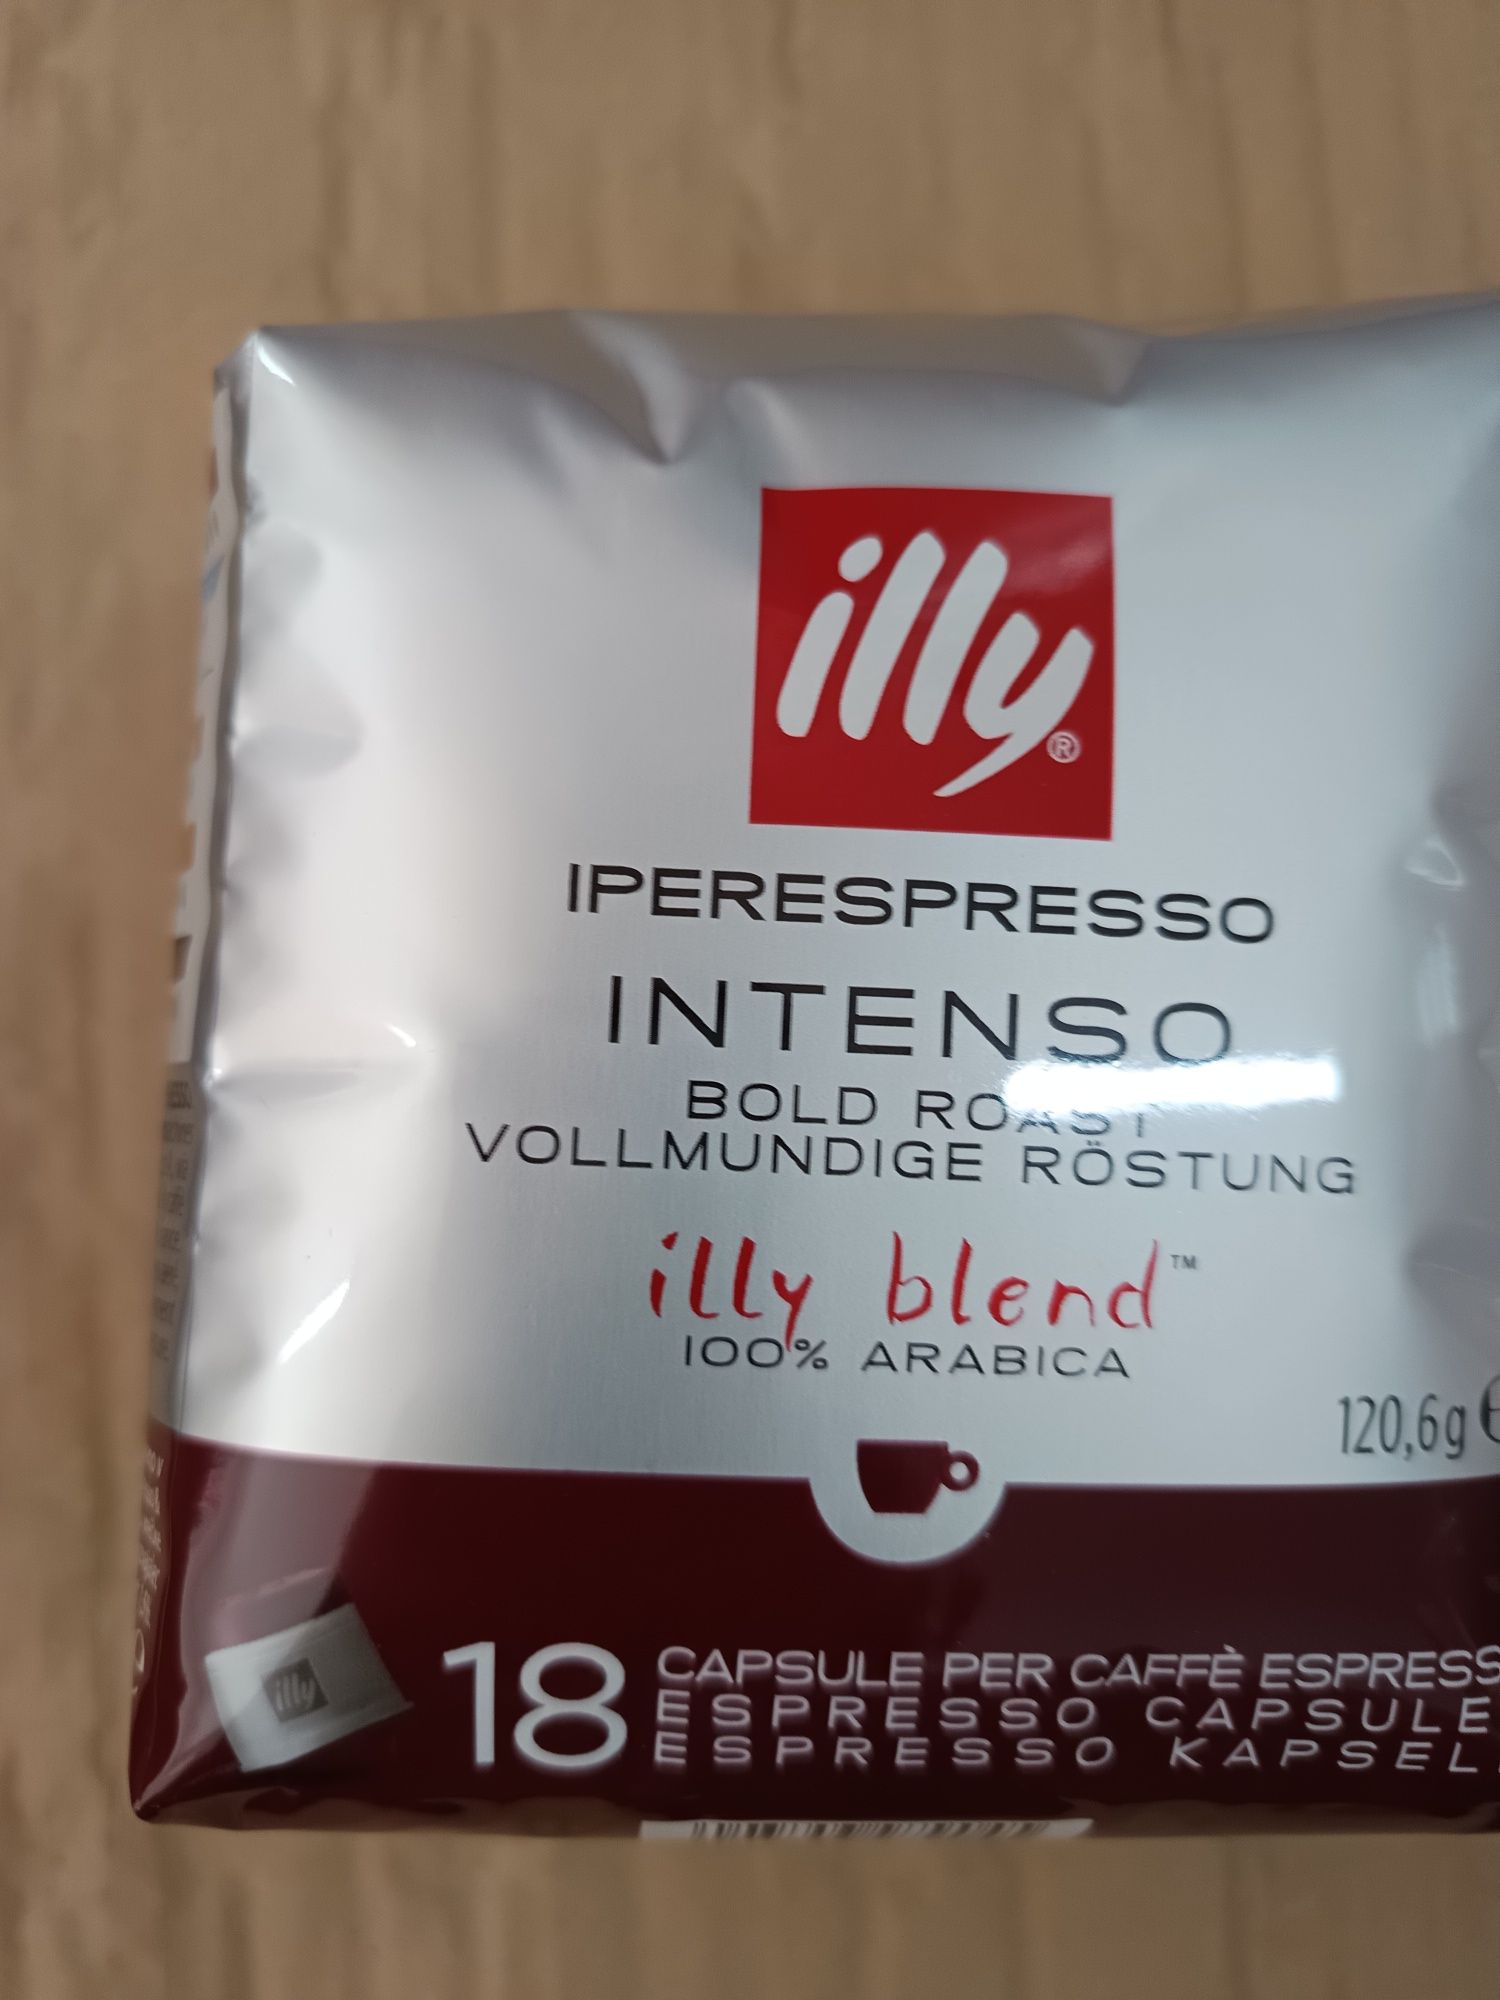 illy®
IPERESPRESSO
INTENSO
BOLD ROAST
VOLLMUNDIGE RÖSTUNG
illy blend™
100% ARABICA
120,6g
illy
18
CAPSULE PER CAFFÈ ESPRESS
ESPRESSO CAPSULE
ESPRESSO KAPSEL